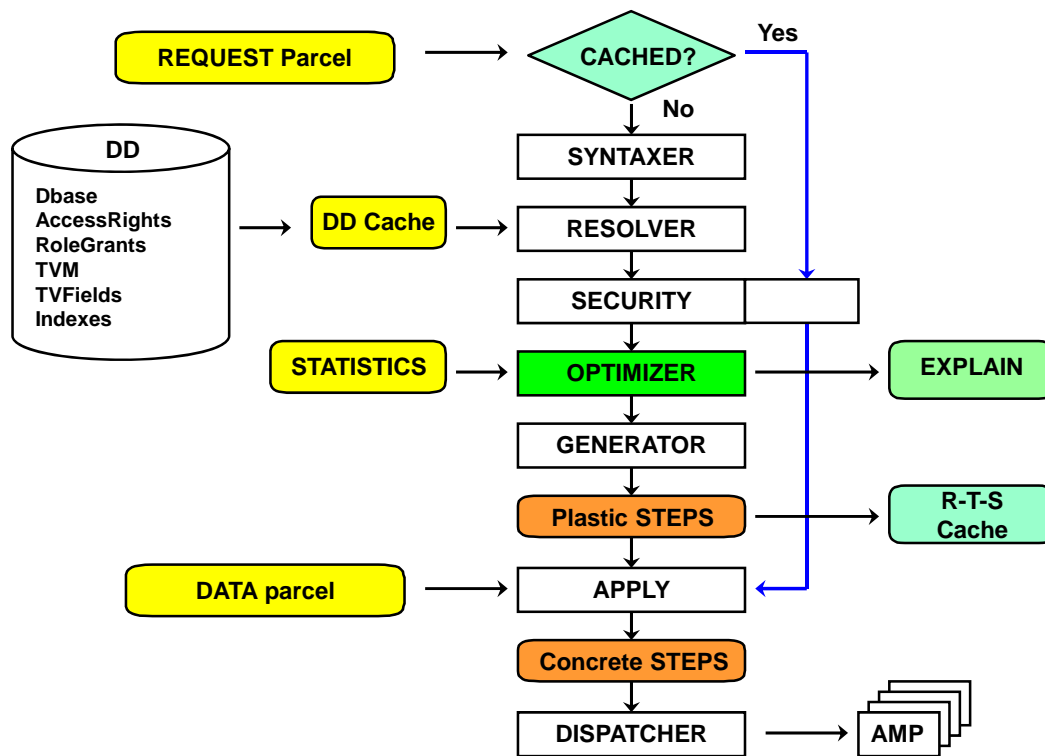 REQUEST Parcel
CACHED?
Yes
No
DD
Dbase
AccessRights
RoleGrants
TVM
TVFields
Indexes
DD Cache
SYNTAXER
RESOLVER
SECURITY
STATISTICS
OPTIMIZER
EXPLAIN
GENERATOR
Plastic STEPS
R-T-S
Cache
DATA parcel
APPLY
Concrete STEPS
DISPATCHER
AMP